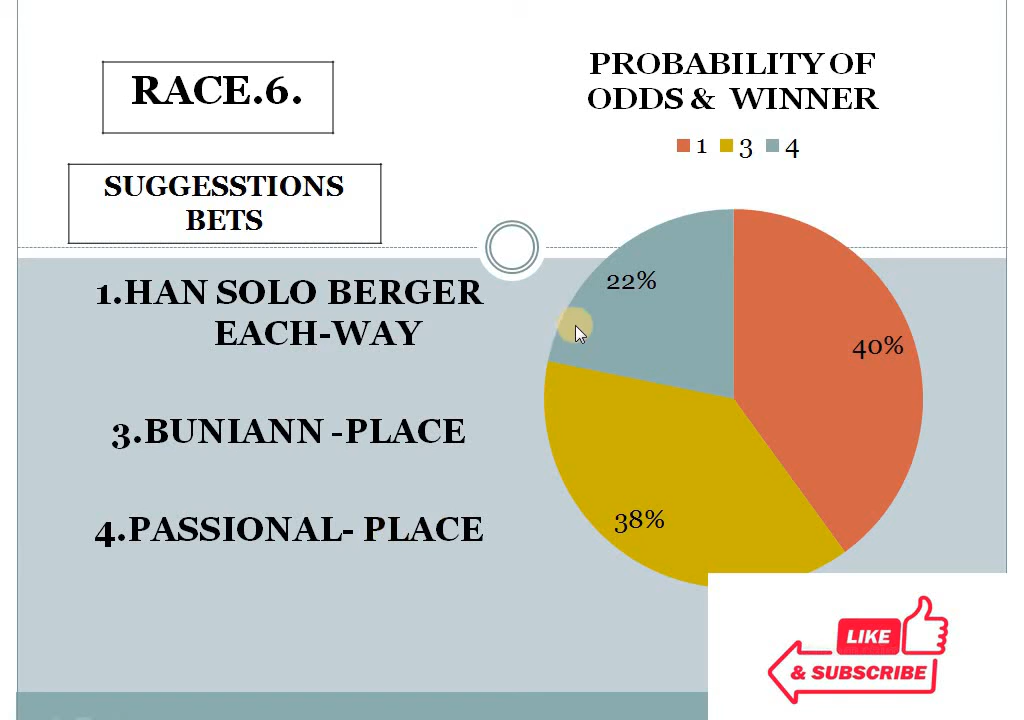 RACE.6.
SUGGESSTIONS
BETS
1.HAN SOLO BERGER
EACH-WAY
3.BUNIANN -PLACE
4.PASSIONAL- PLACE
PROBABILITY OF
ODDS & WINNER
1 3 4
22%
40%
38%
LIKE
& SUBSCRIBE